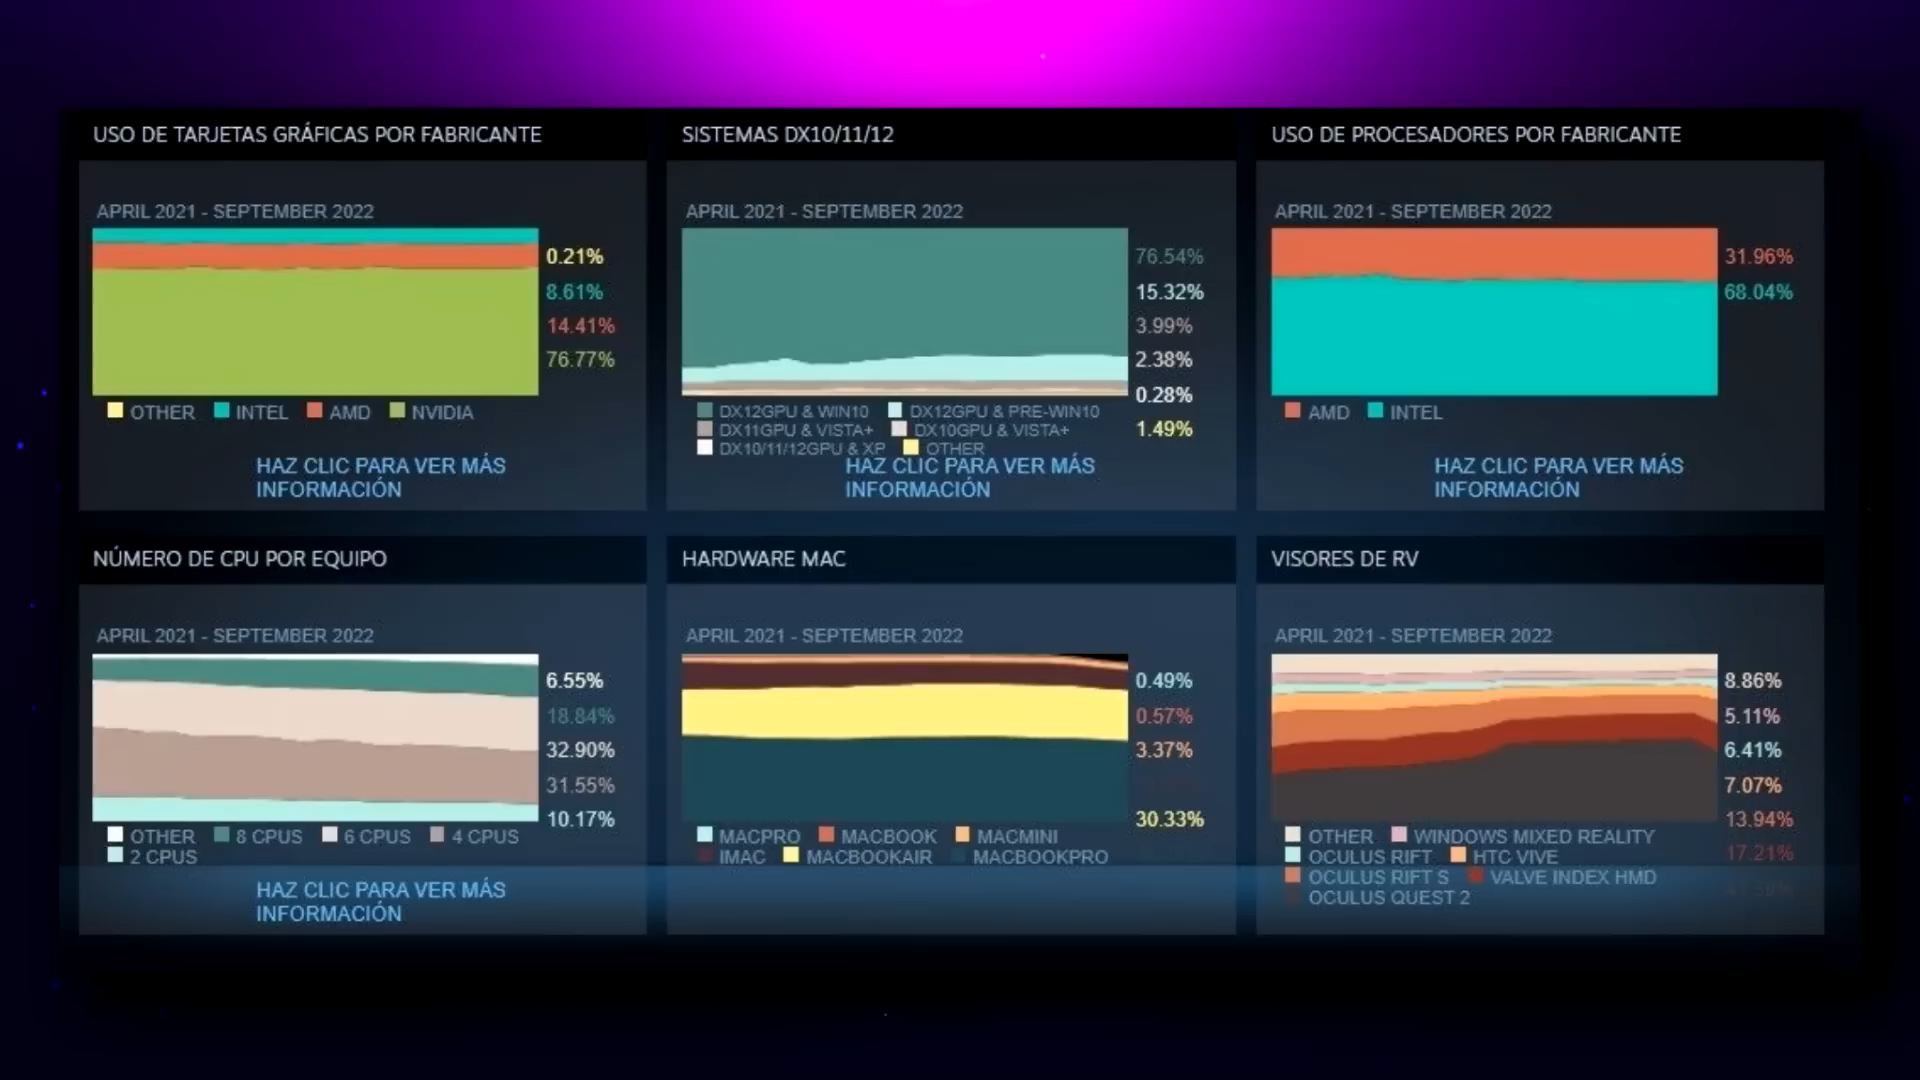 USO DE TARJETAS GRÁFICAS POR FABRICANTE
APRIL 2021 - SEPTEMBER 2022
0.21%
8.61%
14.41%
76.77%
OTHER INTEL AMD NVIDIA
HAZ CLIC PARA VER MÁS
INFORMACIÓN
SISTEMAS DX10/11/12
APRIL 2021 - SEPTEMBER 2022
76.54%
15.32%
3.99%
2.38%
0.28%
1.49%
DX12GPU & WIN10 DX12GPU & PRE-WIN10
DX11GPU & VISTA+ DX10GPU & VISTA+
DX10/11/12GPU & XP OTHER
HAZ CLIC PARA VER MÁS
INFORMACIÓN
USO DE PROCESADORES POR FABRICANTE
APRIL 2021 - SEPTEMBER 2022
31.96%
68.04%
AMD INTEL
HAZ CLIC PARA VER MÁS
INFORMACIÓN
NÚMERO DE CPU POR EQUIPO
APRIL 2021 - SEPTEMBER 2022
6.55%
18.84%
32.90%
31.55%
10.17%
OTHER 8 CPUS 6 CPUS 4 CPUS
2 CPUS
HAZ CLIC PARA VER MÁS
INFORMACIÓN
HARDWARE MAC
APRIL 2021 - SEPTEMBER 2022
0.49%
0.57%
3.37%
30.33%
MACPRO MACBOOK MACMINI
IMAC MACBOOKAIR MACBOOKPRO
VISORES DE RV
APRIL 2021 - SEPTEMBER 2022
8.86%
5.11%
6.41%
7.07%
13.94%
17.21%
OTHER WINDOWS MIXED REALITY
OCULUS RIFT HTC VIVE
OCULUS RIFT S VALVE INDEX HMD
OCULUS QUEST 2